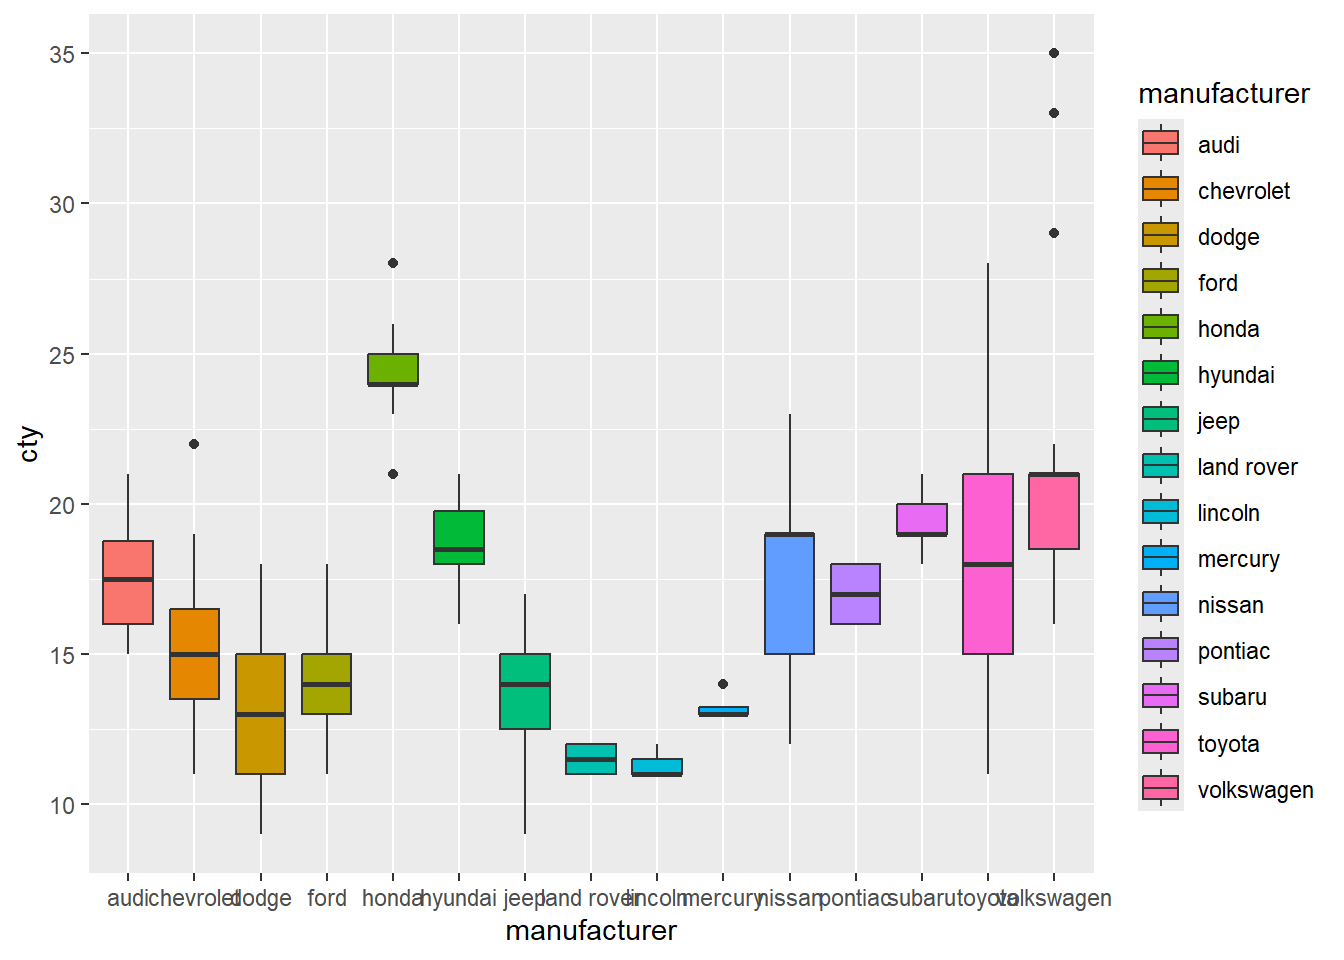 35
30
25
20
15
10
cty
audi chevrolet dodge ford honda hyundai jeep land rover lincoln mercury nissan pontiac subaru toyota volkswagen
manufacturer
manufacturer
audi
chevrolet
dodge
ford
honda
hyundai
jeep
land rover
lincoln
mercury
nissan
pontiac
subaru
toyota
volkswagen